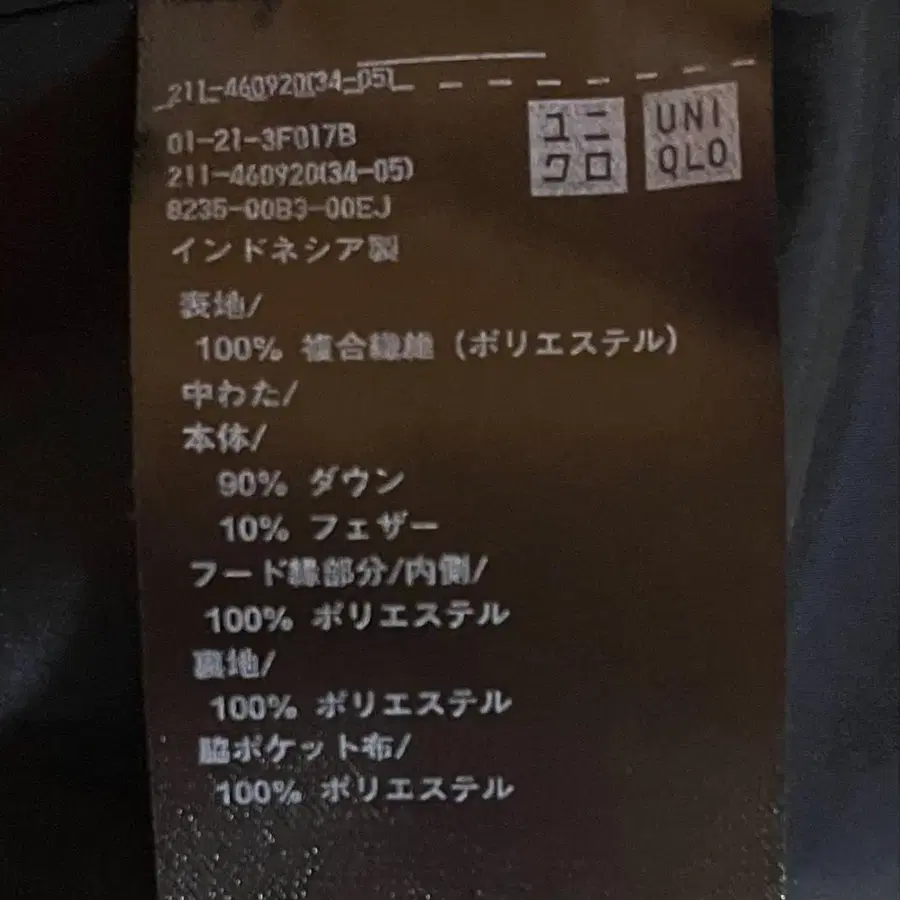 211-460920(34-05)
ユニ
クロ
UNI
QLO
01-21-3F017B
211-460920(34-05)
8235-00B3-00EJ
インドネシア製
表地/
100% 複合繊維 (ポリエステル)
中わた/
本体/
90% ダウン
10% フェザー
フード縁部分/内側/
100% ポリエステル
裏地/
100% ポリエステル
脇ポケット布/
100% ポリエステル